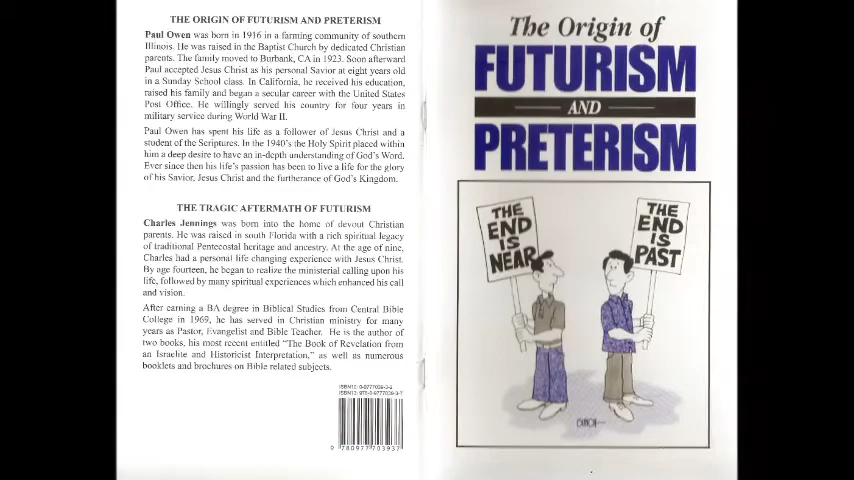 THE ORIGIN OF FUTURISM AND PRETERISM
Paul Owen was born in 1916 in a farming community of southern
Illinois. He was raised in the Baptist Church by dedicated Christian
parents. The family moved to Burbank, CA in 1923. Soon afterward
Paul accepted Jesus Christ as his personal Savior at eight years old
in a Sunday School class. In California, he received his education,
raised his family and began a secular career with the United States
Post Office. He willingly served his country for four years in
military service during World War II.
Paul Owen has spent his life as a follower of Jesus Christ and a
student of the Scriptures. In the 1940's the Holy Spirit placed within
him a deep desire to have an in-depth understanding of God's Word.
Ever since then his life's passion has been to live a life for the glory
of his Savior, Jesus Christ and the furtherance of God's Kingdom.
THE TRAGIC AFTERMATH OF FUTURISM
Charles Jennings was born into the home of devout Christian
parents. He was raised in south Florida with a rich spiritual legacy
of traditional Pentecostal heritage and ancestry. At the age of nine,
Charles had a personal life changing experience with Jesus Christ.
By age fourteen, he began to realize the ministerial calling upon his
life, followed by many spiritual experiences which enhanced his call
and vision.
After earning a BA degree in Biblical Studies from Central Bible
College in 1969, he has served in Christian ministry for many
years as Pastor, Evangelist and Bible Teacher. He is the author of
two books, his most recent entitled "The Book of Revelation from
an Israelite and Historicist Interpretation," as well as numerous
booklets and brochures on Bible related subjects.
0 780977 703937
The Origin of
FUTURISM
AND
PRETERISM
THE
END
IS
NEAR
THE
END
IS
PAST